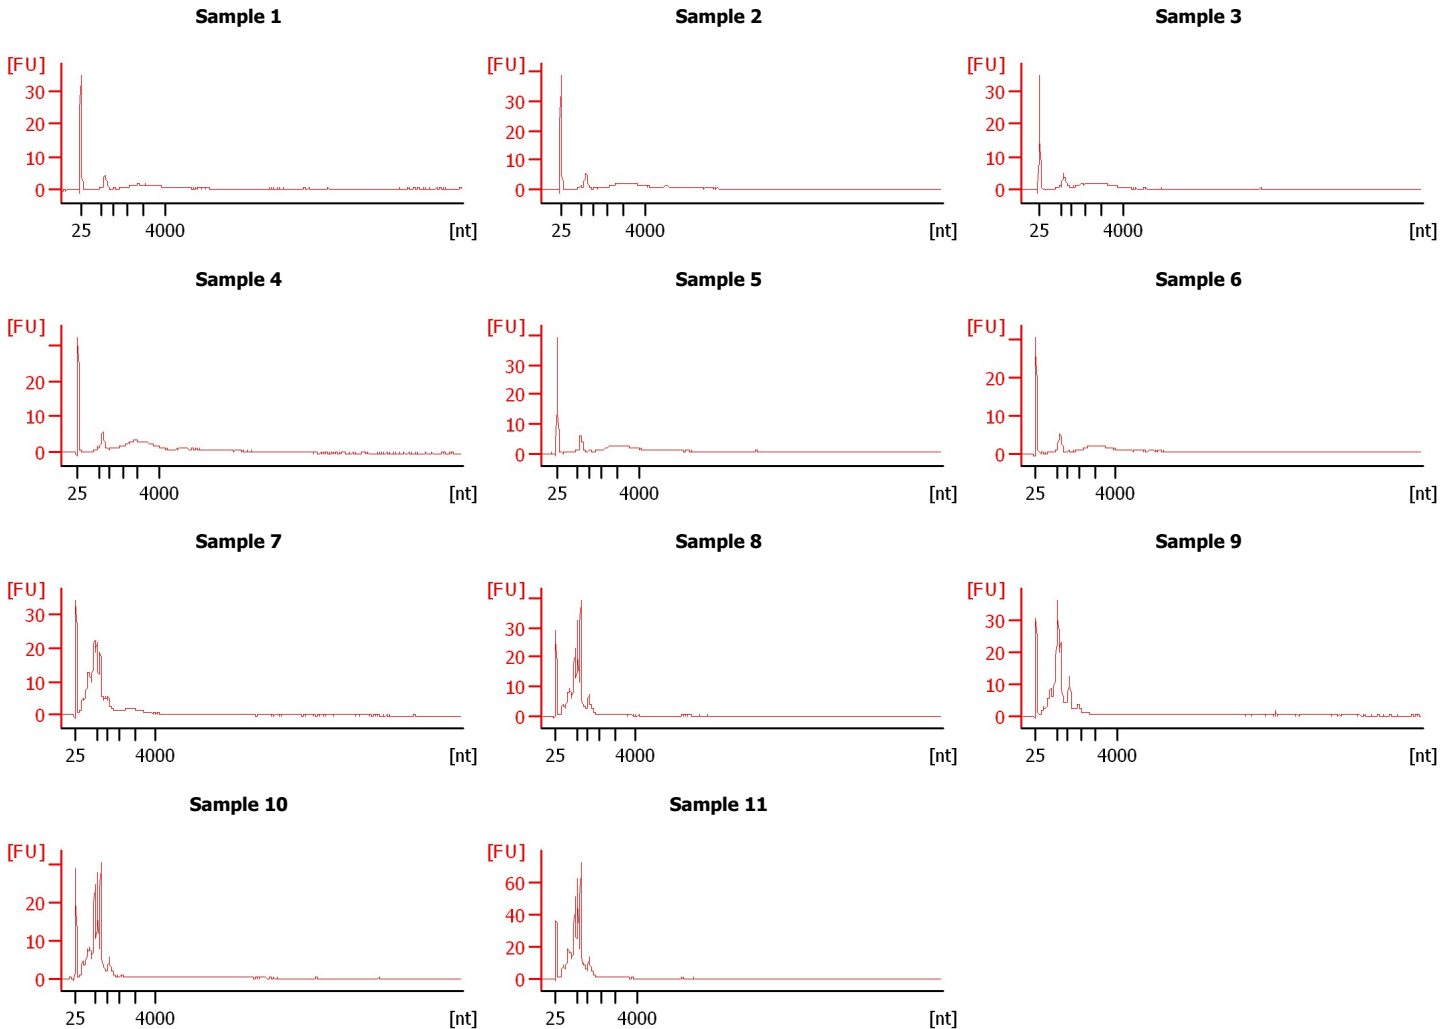 Sample 1 Sample 2 Sample 3
[FU] [FU] [FU]
30 30 30
20 20 20
10 10 10
0 0 0
25 4000 [nt] 25 4000 [nt] 25 4000 [nt]
Sample 4 Sample 5 Sample 6
[FU] [FU] [FU]
20 30 20
10 20 10
0 10 0
0
25 4000 [nt] 25 4000 [nt] 25 4000 [nt]
Sample 7 Sample 8 Sample 9
[FU] [FU] [FU]
30 30 30
20 20 20
10 10 10
0 0 0
25 4000 [nt] 25 4000 [nt] 25 4000 [nt]
Sample 10 Sample 11
[FU] [FU]
20 60
10 40
0 20
0
25 4000 [nt] 25 4000 [nt]